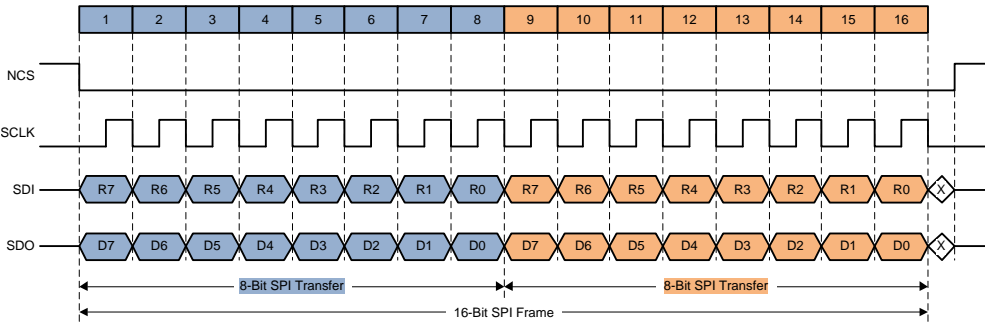 1 2 3 4 5 6 7 8 9 10 11 12 13 14 15 16
NCS
SCLK
SDI R7 R6 R5 R4 R3 R2 R1 R0 R7 R6 R5 R4 R3 R2 R1 R0 X
SDO D7 D6 D5 D4 D3 D2 D1 D0 D7 D6 D5 D4 D3 D2 D1 D0 X
8-Bit SPI Transfer 8-Bit SPI Transfer
16-Bit SPI Frame